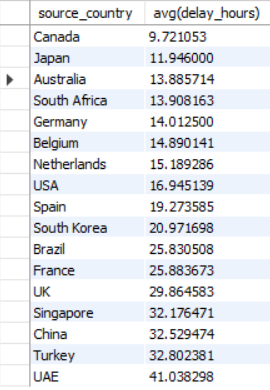 source_country avg(delay_hours)
Canada 9.721053
Japan 11.946000
Australia 13.885714
South Africa 13.908163
Germany 14.012500
Belgium 14.890141
Netherlands 15.189286
USA 16.945139
Spain 19.273585
South Korea 20.971698
Brazil 25.830508
France 25.883673
UK 29.864583
Singapore 32.176471
China 32.529474
Turkey 32.802381
UAE 41.038298